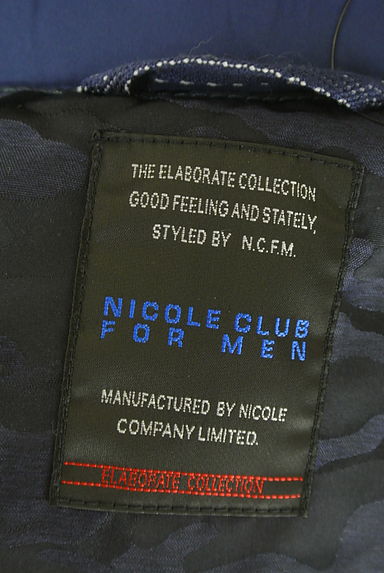 THE ELABORATE COLLECTION
GOOD FEELING AND STATELY,
STYLED BY N.C.F.M.
NICOLE CLUB
FOR MEN
MANUFACTURED BY NICOLE
COMPANY LIMITED.
ELABORATE COLLECTION